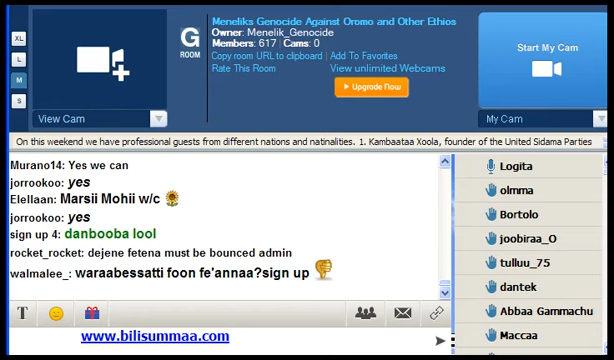 XL
L
M
S
View Cam
G
ROOM
Meneliks Genocide Against Oromo and Other Ethios
Owner: Menelik_Genocide
Members: 617 | Cams: 0
Copy room URL to clipboard | Add To Favorites
Rate This Room
View unlimited Webcams
Upgrade Now
Start My Cam
My Cam
On this weekend we have professional guests from different nations and natinalities. 1. Kambaataa Xoola, founder of the United Sidama Parties
Murano14: Yes we can
jorrookoo: yes
Elellaan: Marsii Mohii w/c
jorrookoo: yes
sign up 4: danbooba lool
rocket_rocket: dejene fetena must be bounced admin
walmalee_: waraabessatti foon fe'annaa?sign up
T
www.bilisummaa.com
Logita
olmma
Bortolo
joobiraa_O
tulluu_75
dantek
Abbaa Gammachu
Maccaa